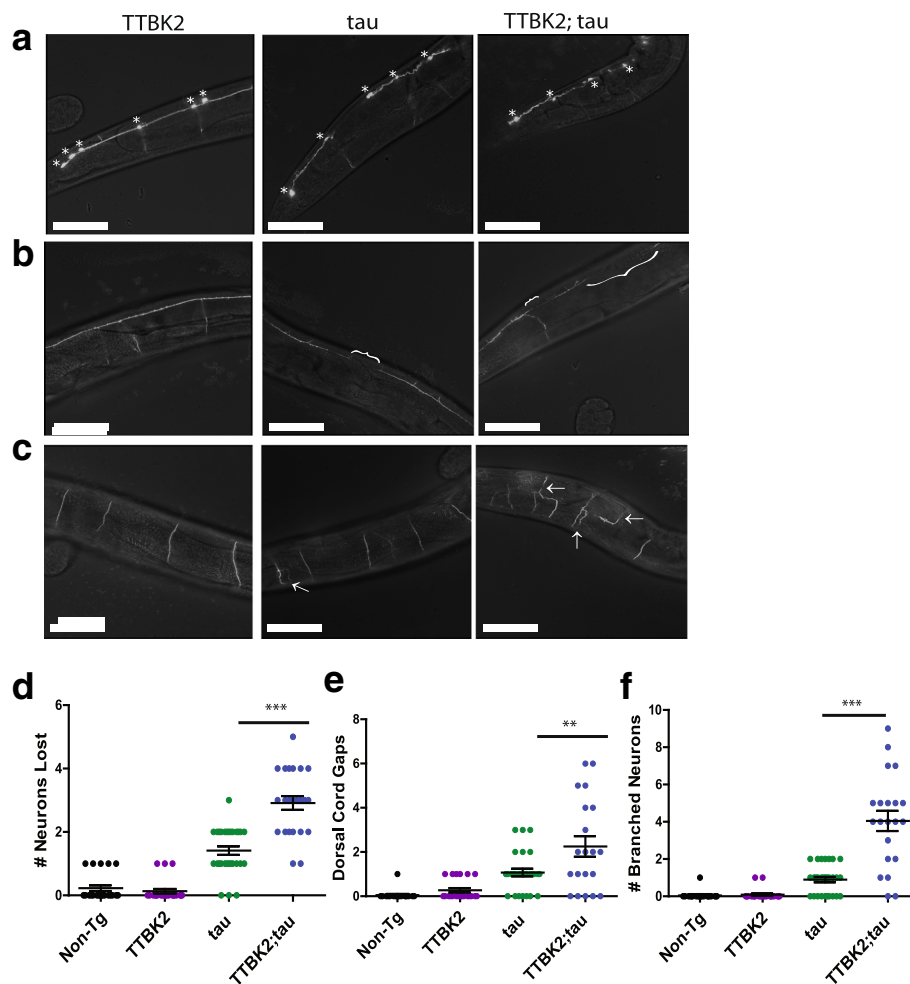 TTBK2 tau TTBK2; tau
a
* * * * * *
* * * * *
* * * *
b
c
d
# Neurons Lost
6
4
2
0
***
Non-Tg TTBK2 tau TTBK2;tau
e
Dorsal Cord Gaps
8
6
4
2
0
**
Non-Tg TTBK2 tau TTBK2;tau
f
# Branched Neurons
10
8
6
4
2
0
***
Non-Tg TTBK2 tau TTBK2;tau